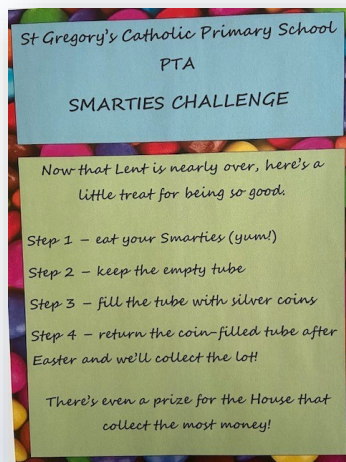 St Gregory's Catholic Primary School
PTA
SMARTIES CHALLENGE
Now that Lent is nearly over, here's a
little treat for being so good.
Step 1 – eat your Smarties (yum!)
Step 2 – keep the empty tube
Step 3 – fill the tube with silver coins
Step 4 – return the coin-filled tube after
Easter and we'll collect the lot!
There's even a prize for the House that
collect the most money!